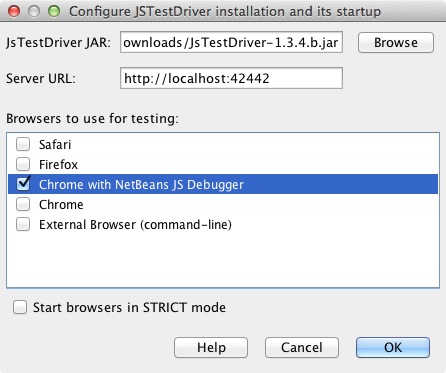 Configure JSTestDriver installation and its startup
JsTestDriver JAR: ownloads/JsTestDriver-1.3.4.b.jar Browse
Server URL: http://localhost:42442
Browsers to use for testing:
Safari
Firefox
Chrome with NetBeans JS Debugger
Chrome
External Browser (command-line)
Start browsers in STRICT mode
Help Cancel OK